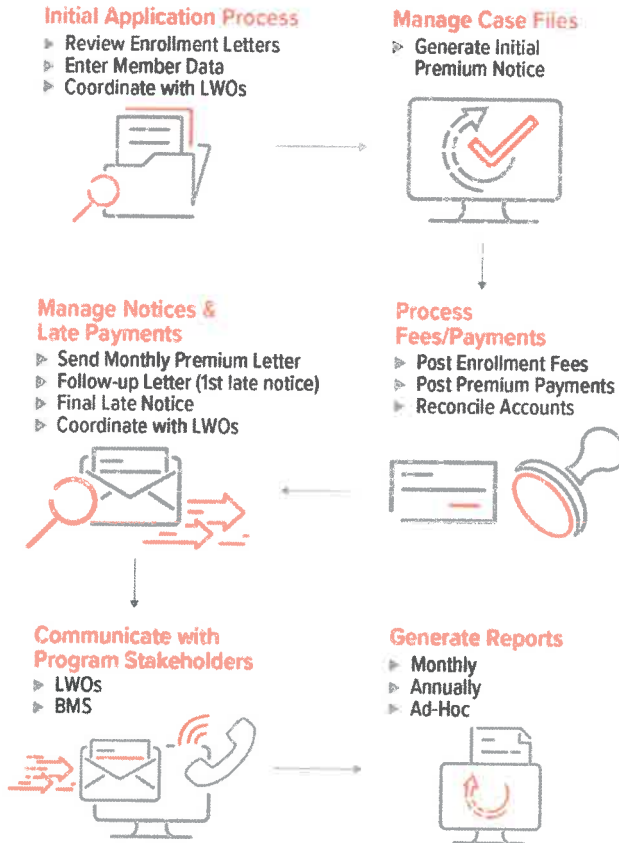 Initial Application Process
Review Enrollment Letters
Enter Member Data
Coordinate with LWOs
Manage Case Files
Generate Initial
Premium Notice
Process
Fees/Payments
Post Enrollment Fees
Post Premium Payments
Reconcile Accounts
Manage Notices &
Late Payments
Send Monthly Premium Letter
Follow-up Letter (1st late notice)
Final Late Notice
Coordinate with LWOs
Communicate with
Program Stakeholders
LWOs
BMS
Generate Reports
Monthly
Annually
Ad-Hoc